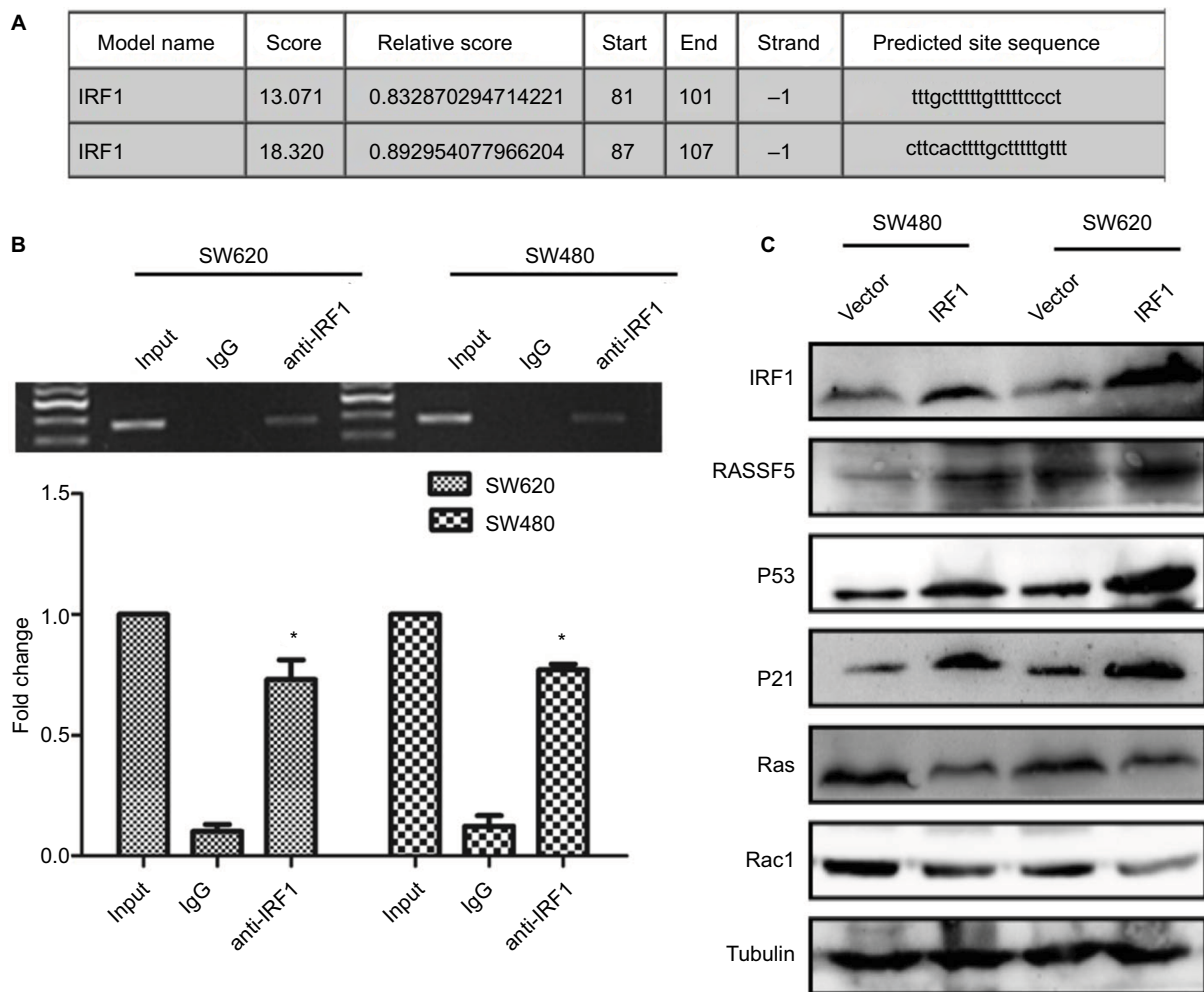 A
Model name Score Relative score Start End Strand Predicted site sequence
IRF1 13.071 0.832870294714221 81 101 –1 tttgctttttgtttttccct
IRF1 18.320 0.892954077966204 87 107 –1 cttcacttttgctttttgttt
B
SW620 SW480
Input IgG anti-IRF1 Input IgG anti-IRF1
SW620
SW480
Fold change
1.5
1.0
0.5
0.0
* *
Input IgG anti-IRF1 Input IgG anti-IRF1
C
SW480 SW620
Vector IRF1 Vector IRF1
IRF1
RASSF5
P53
P21
Ras
Rac1
Tubulin